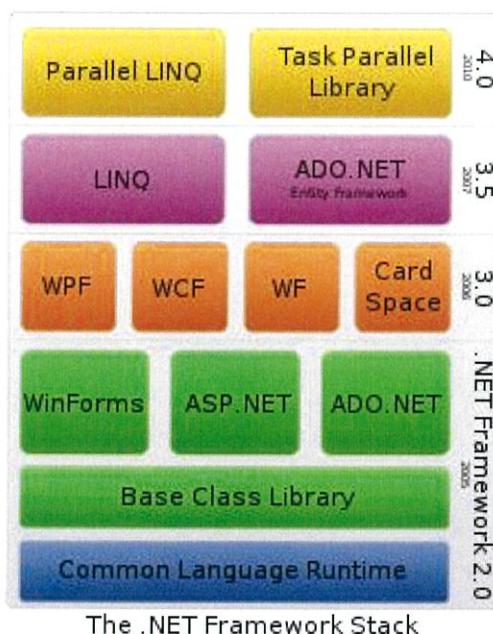 Parallel LINQ
Task Parallel
Library
4.0
2010
LINQ
ADO.NET
Entity Framework
3.5
2007
WPF
WCF
WF
Card
Space
3.0
2006
WinForms
ASP.NET
ADO.NET
Base Class Library
Common Language Runtime
.NET Framework 2.0
2005
The .NET Framework Stack